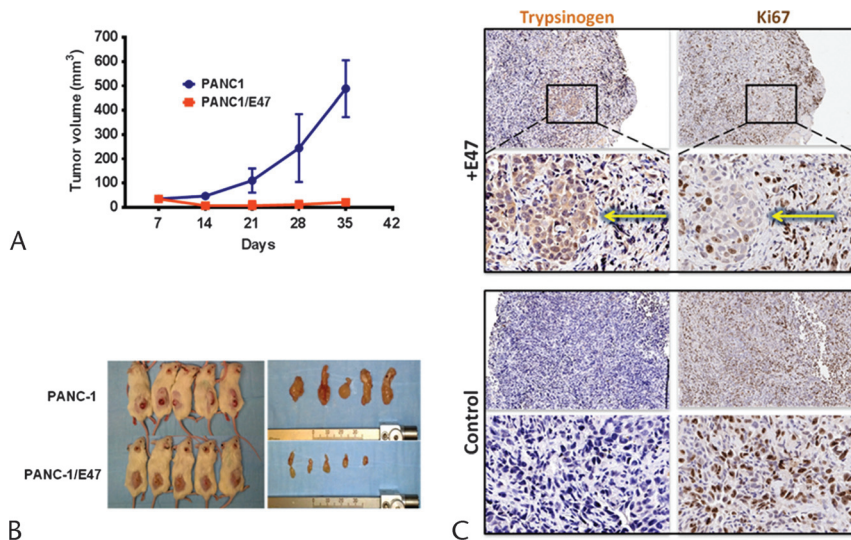 700
600
500
400
300
200
100
0
Tumor volume (mm³)
PANC1
PANC1/E47
7 14 21 28 35 42
Days
A
PANC-1
PANC-1/E47
B
Trypsinogen Ki67
+E47
Control
C